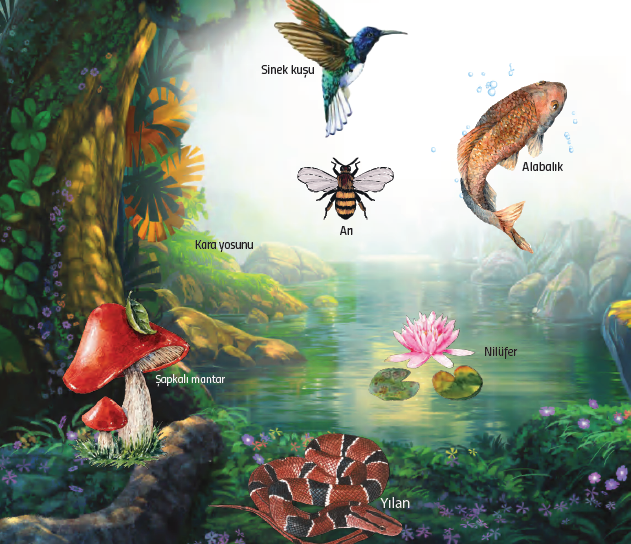 Sinek kuşu
Alabalık
Arı
Kara yosunu
Nilüfer
Şapkalı mantar
Yılan